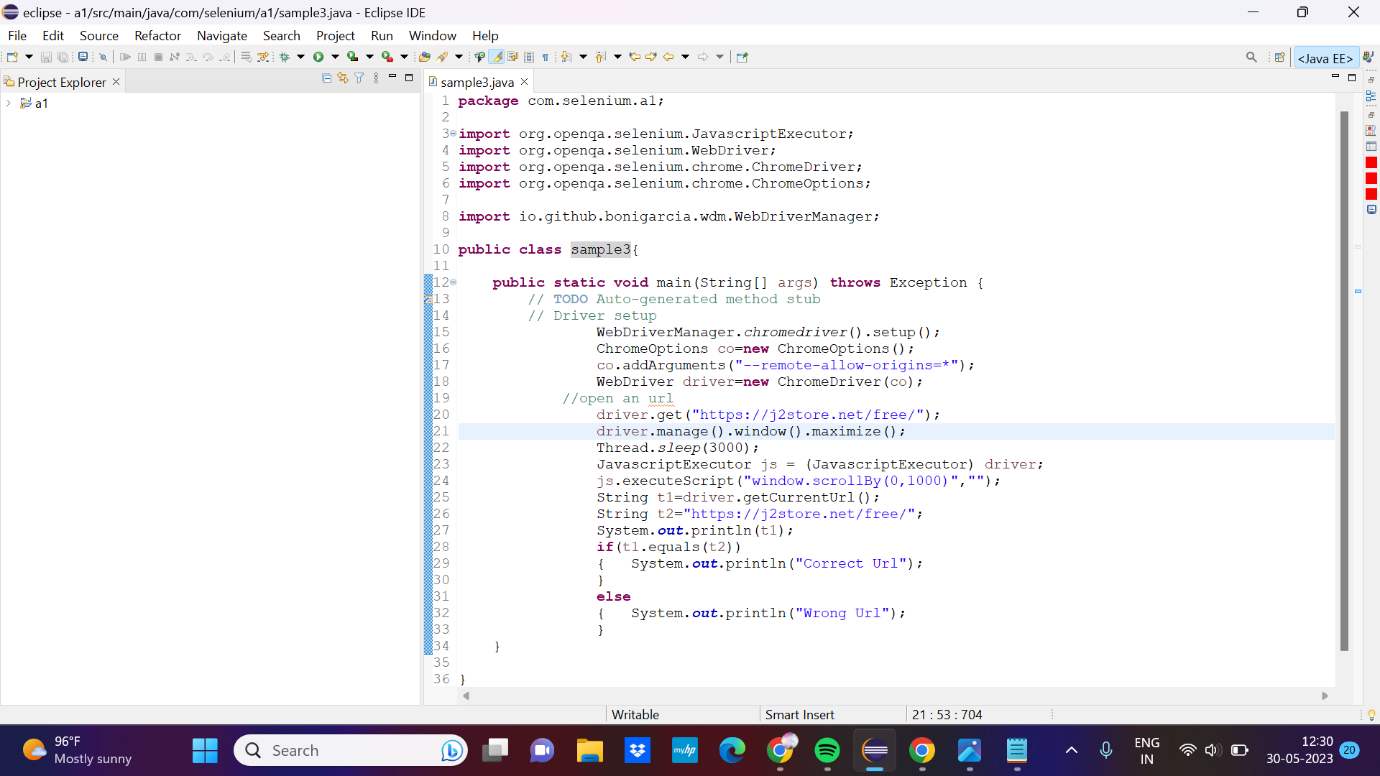 eclipse - a1/src/main/java/com/selenium/a1/sample3.java - Eclipse IDE
File Edit Source Refactor Navigate Search Project Run Window Help
<Java EE>
Project Explorer
sample3.java
a1
1 package com.selenium.a1;
2
3 import org.openqa.selenium.JavascriptExecutor;
4 import org.openqa.selenium.WebDriver;
5 import org.openqa.selenium.chrome.ChromeDriver;
6 import org.openqa.selenium.chrome.ChromeOptions;
7
8 import io.github.bonigarcia.wdm.WebDriverManager;
9
10 public class sample3{
11
12 public static void main(String[] args) throws Exception {
13 // TODO Auto-generated method stub
14 // Driver setup
15 WebDriverManager.chromedriver().setup();
16 ChromeOptions co=new ChromeOptions();
17 co.addArguments("--remote-allow-origins=*");
18 WebDriver driver=new ChromeDriver(co);
19 //open an url
20 driver.get("https://j2store.net/free/");
21 driver.manage().window().maximize();
22 Thread.sleep(3000);
23 JavascriptExecutor js = (JavascriptExecutor) driver;
24 js.executeScript("window.scrollBy(0,1000)","");
25 String t1=driver.getCurrentUrl();
26 String t2="https://j2store.net/free/";
27 System.out.println(t1);
28 if(t1.equals(t2))
29 { System.out.println("Correct Url");
30 }
31 else
32 { System.out.println("Wrong Url");
33 }
34 }
35
36 }
Writable Smart Insert 21 : 53 : 704
96°F
Mostly sunny
Search
myhp
ENG
IN
12:30
30-05-2023
20